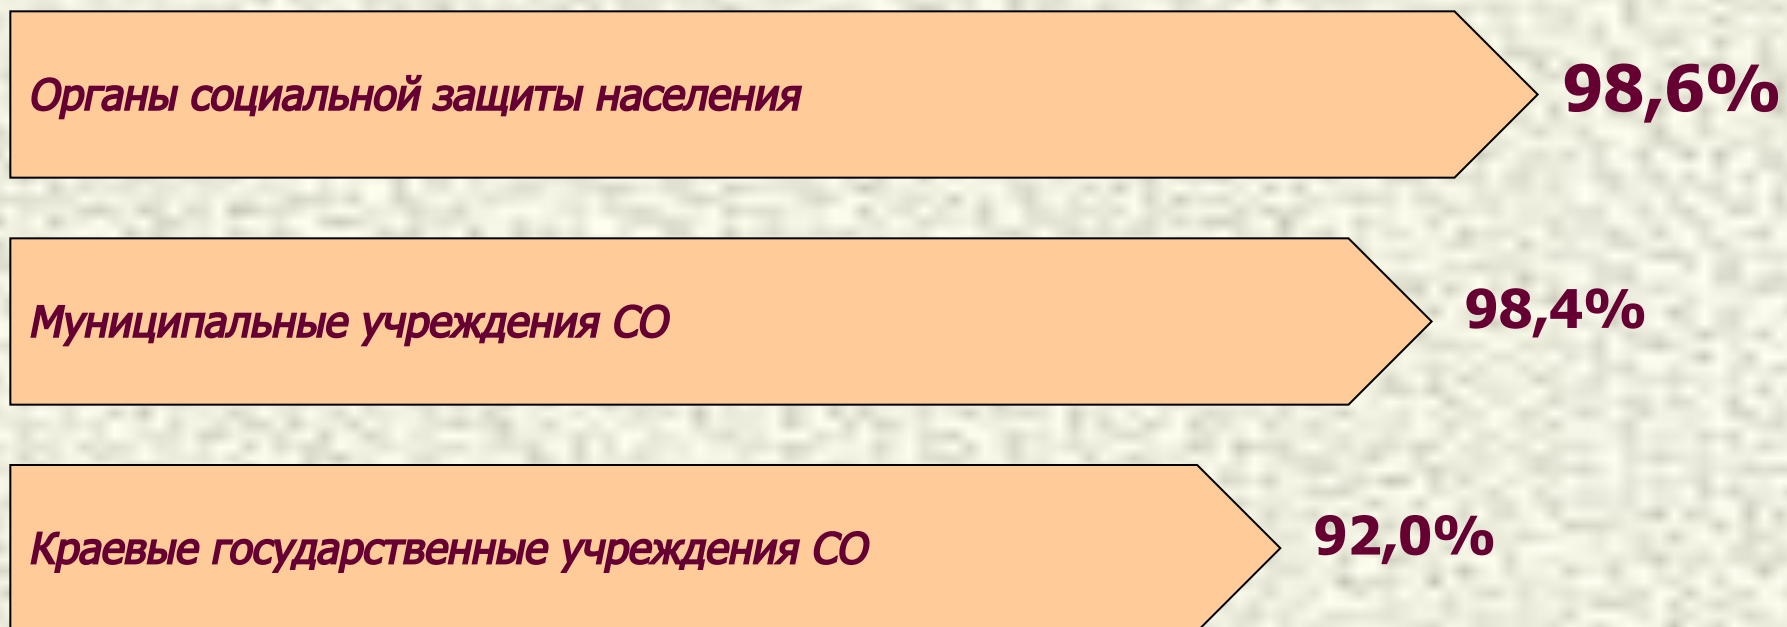 Органы социальной защиты населения
98,6%
Муниципальные учреждения СО
98,4%
Краевые государственные учреждения СО
92,0%